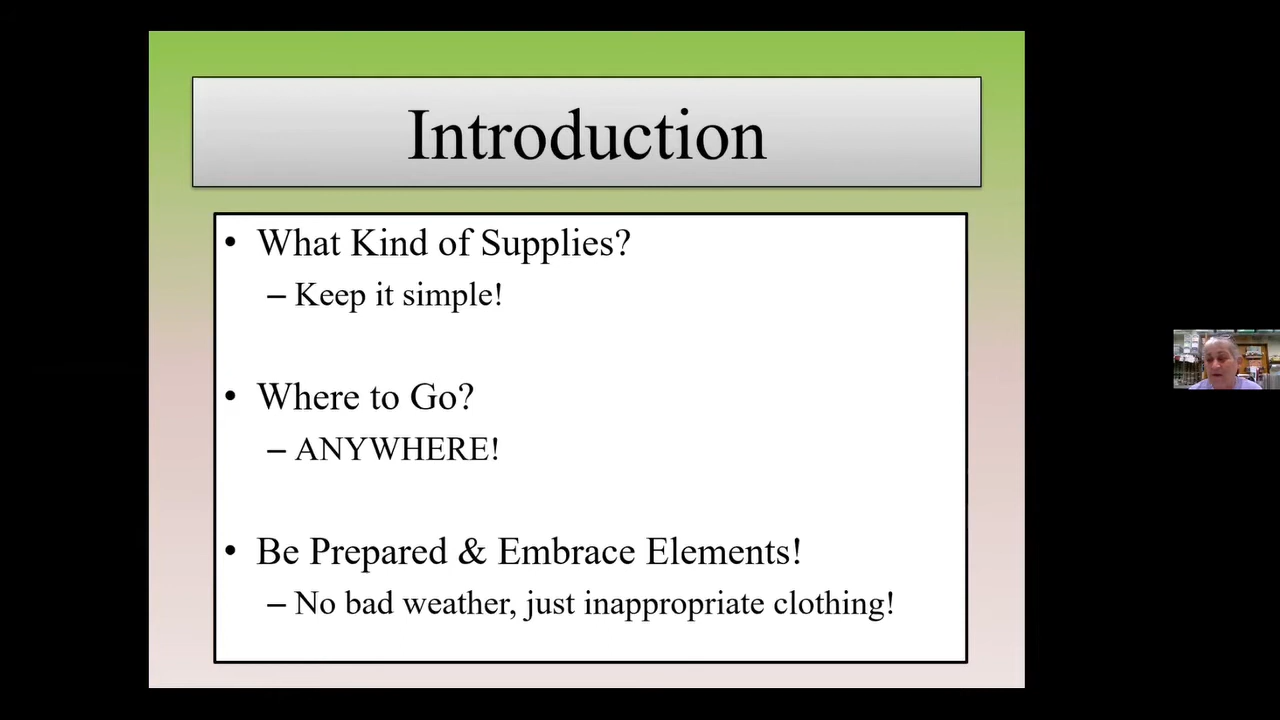 Introduction
• What Kind of Supplies?
– Keep it simple!
• Where to Go?
– ANYWHERE!
• Be Prepared & Embrace Elements!
– No bad weather, just inappropriate clothing!